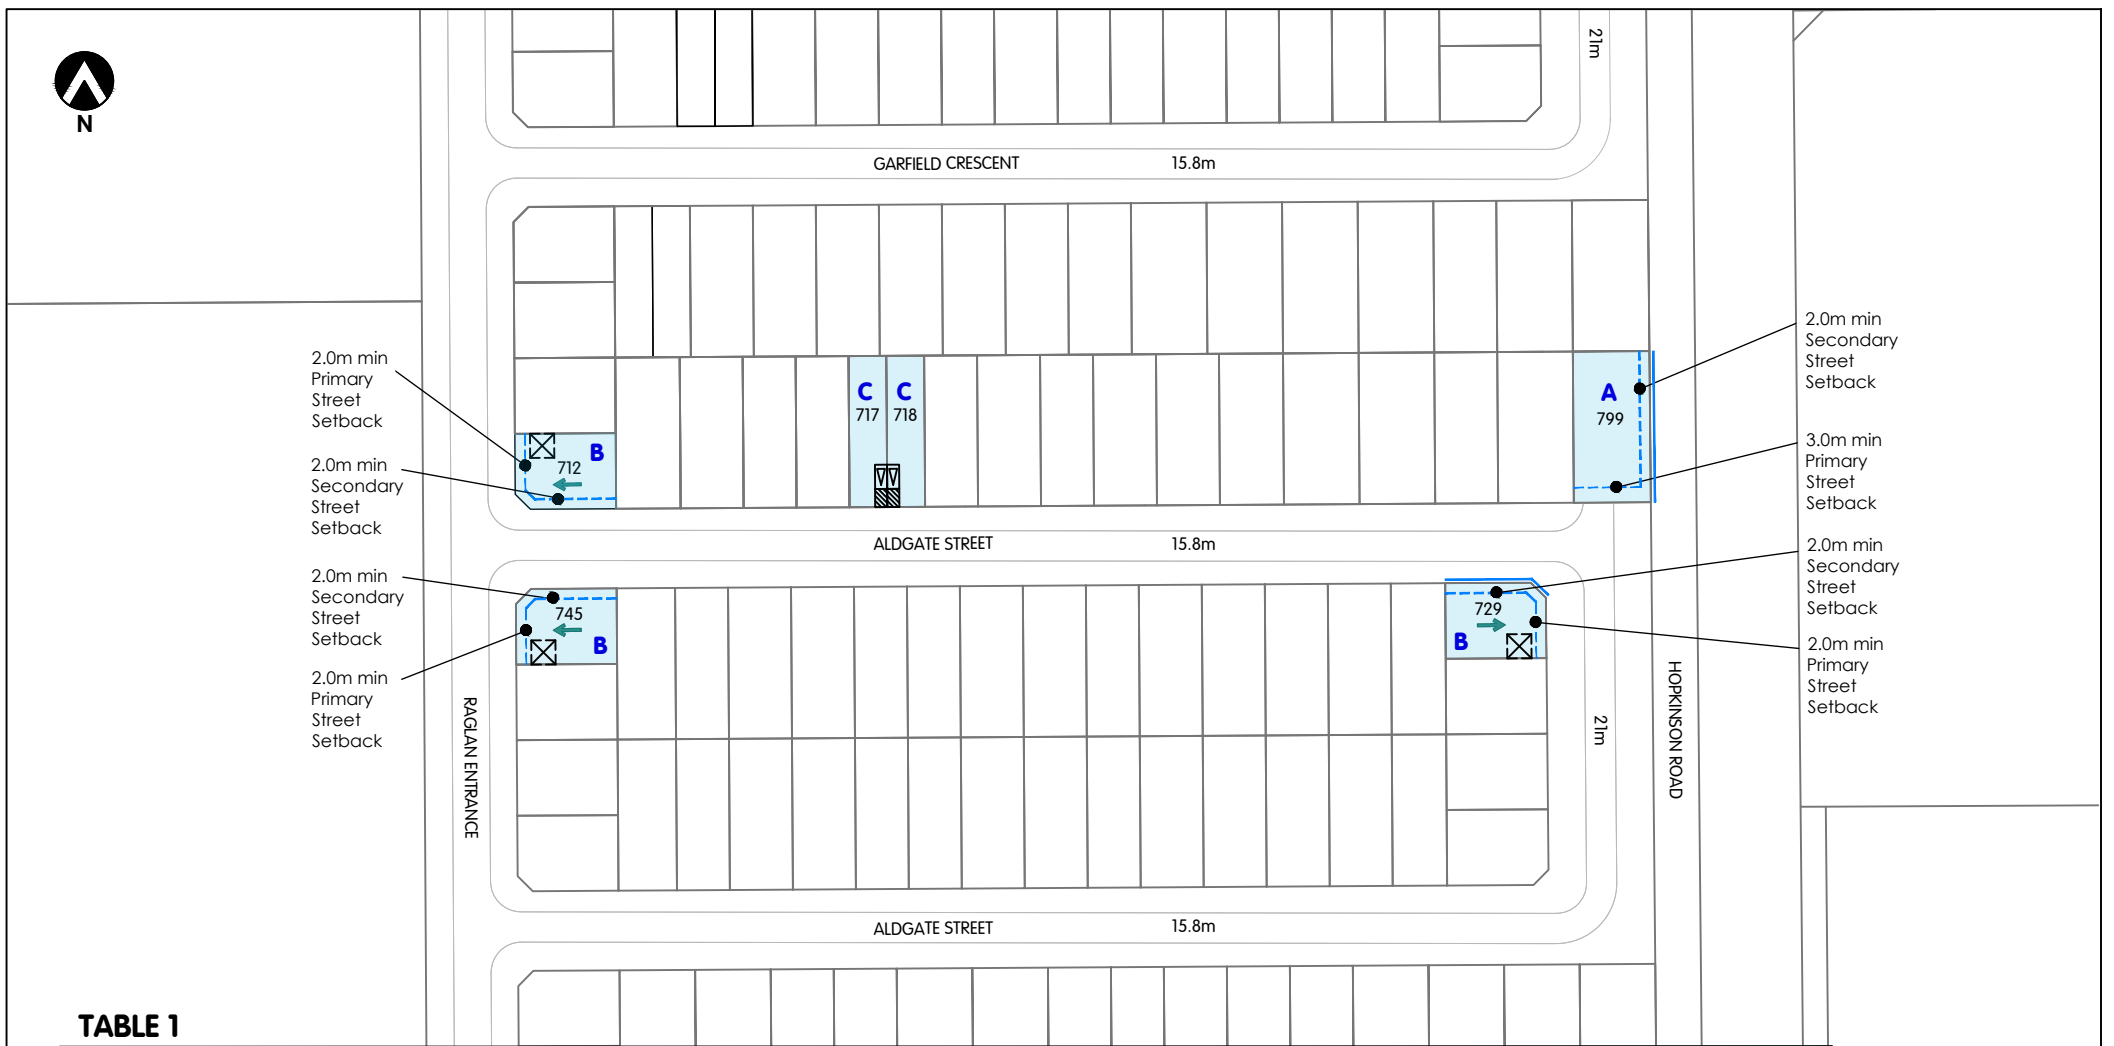 N
21m
GARFIELD CRESCENT
15.8m
2.0m min
Primary
Street
Setback
2.0m min
Secondary
Street
Setback
B
712
C
717
C
718
A
799
2.0m min
Secondary
Street
Setback
3.0m min
Primary
Street
Setback
ALDGATE STREET
15.8m
2.0m min
Secondary
Street
Setback
2.0m min
Primary
Street
Setback
745
B
729
B
2.0m min
Secondary
Street
Setback
2.0m min
Primary
Street
Setback
RAGLAN ENTRANCE
21m
HOPKINSON ROAD
ALDGATE STREET
15.8m
TABLE 1